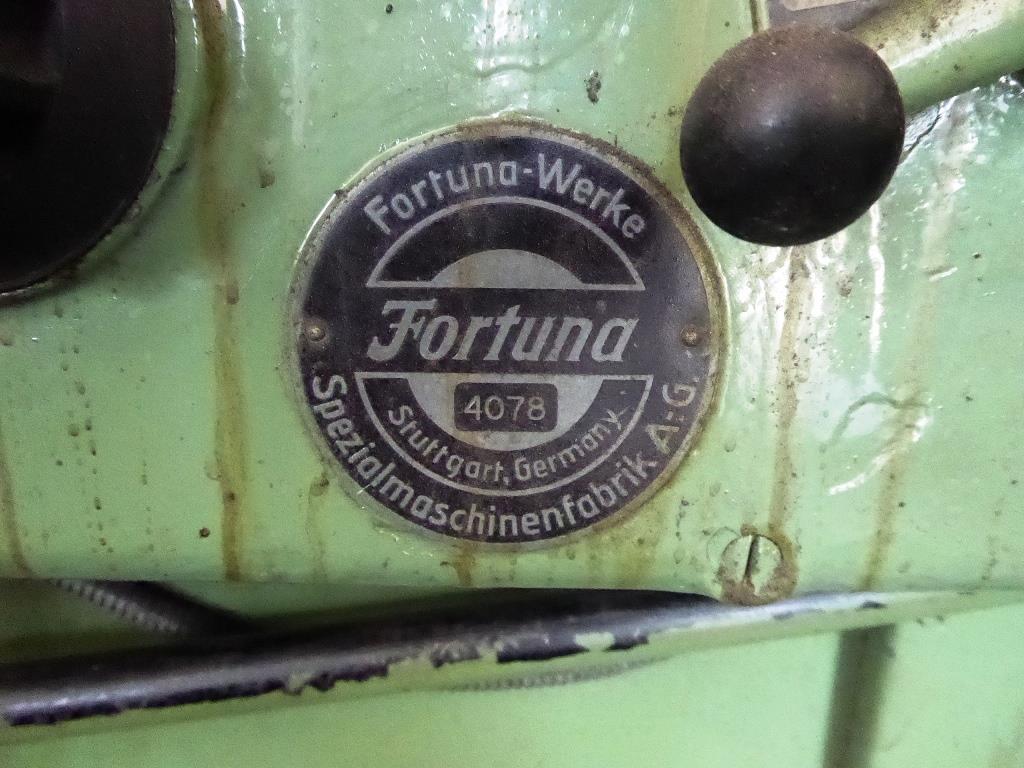 Fortuna-Werke
Fortuna
4078
Stuttgart, Germany
Spezialmaschinenfabrik A:G.